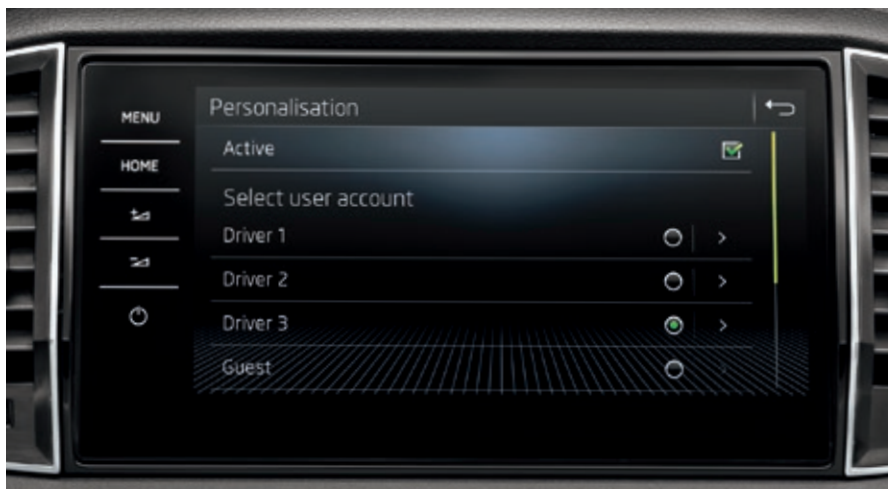 MENU
HOME
Personalisation
Active
Select user account
Driver 1
Driver 2
Driver 3
Guest